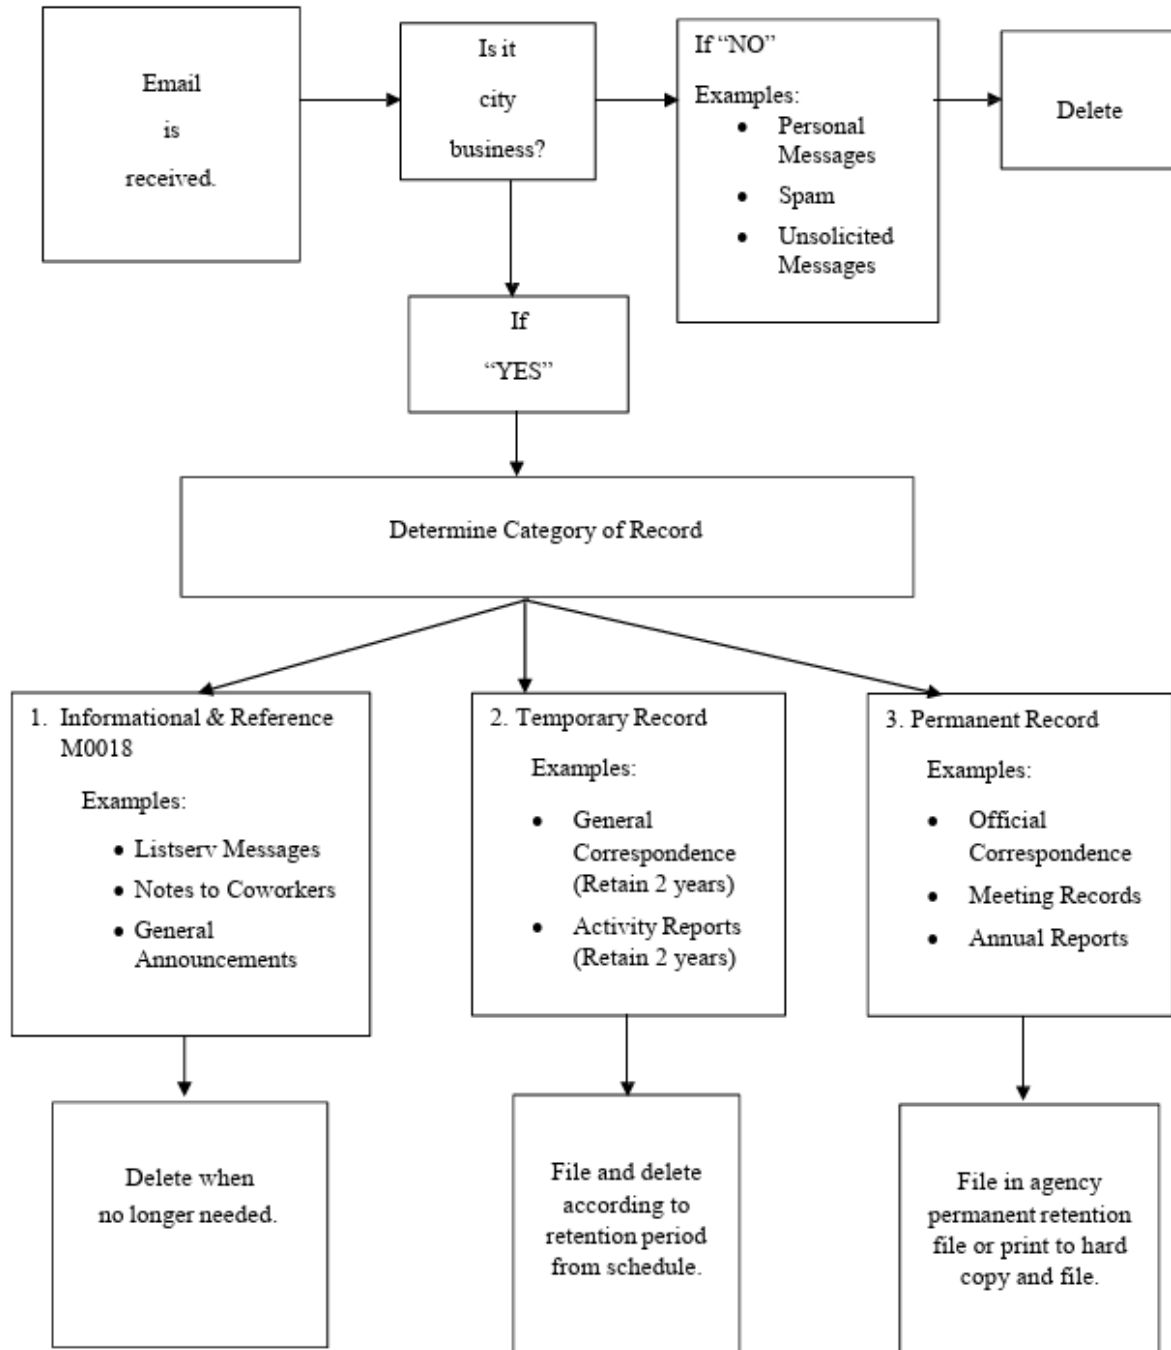 Email
is
received.
Is it
city
business?
If “NO”
Examples:
• Personal
Messages
• Spam
• Unsolicited
Messages
Delete
If
“YES”
Determine Category of Record
1. Informational & Reference
M0018
Examples:
• Listserv Messages
• Notes to Coworkers
• General
Announcements
2. Temporary Record
Examples:
• General
Correspondence
(Retain 2 years)
• Activity Reports
(Retain 2 years)
3. Permanent Record
Examples:
• Official
Correspondence
• Meeting Records
• Annual Reports
Delete when
no longer needed.
File and delete
according to
retention period
from schedule.
File in agency
permanent retention
file or print to hard
copy and file.